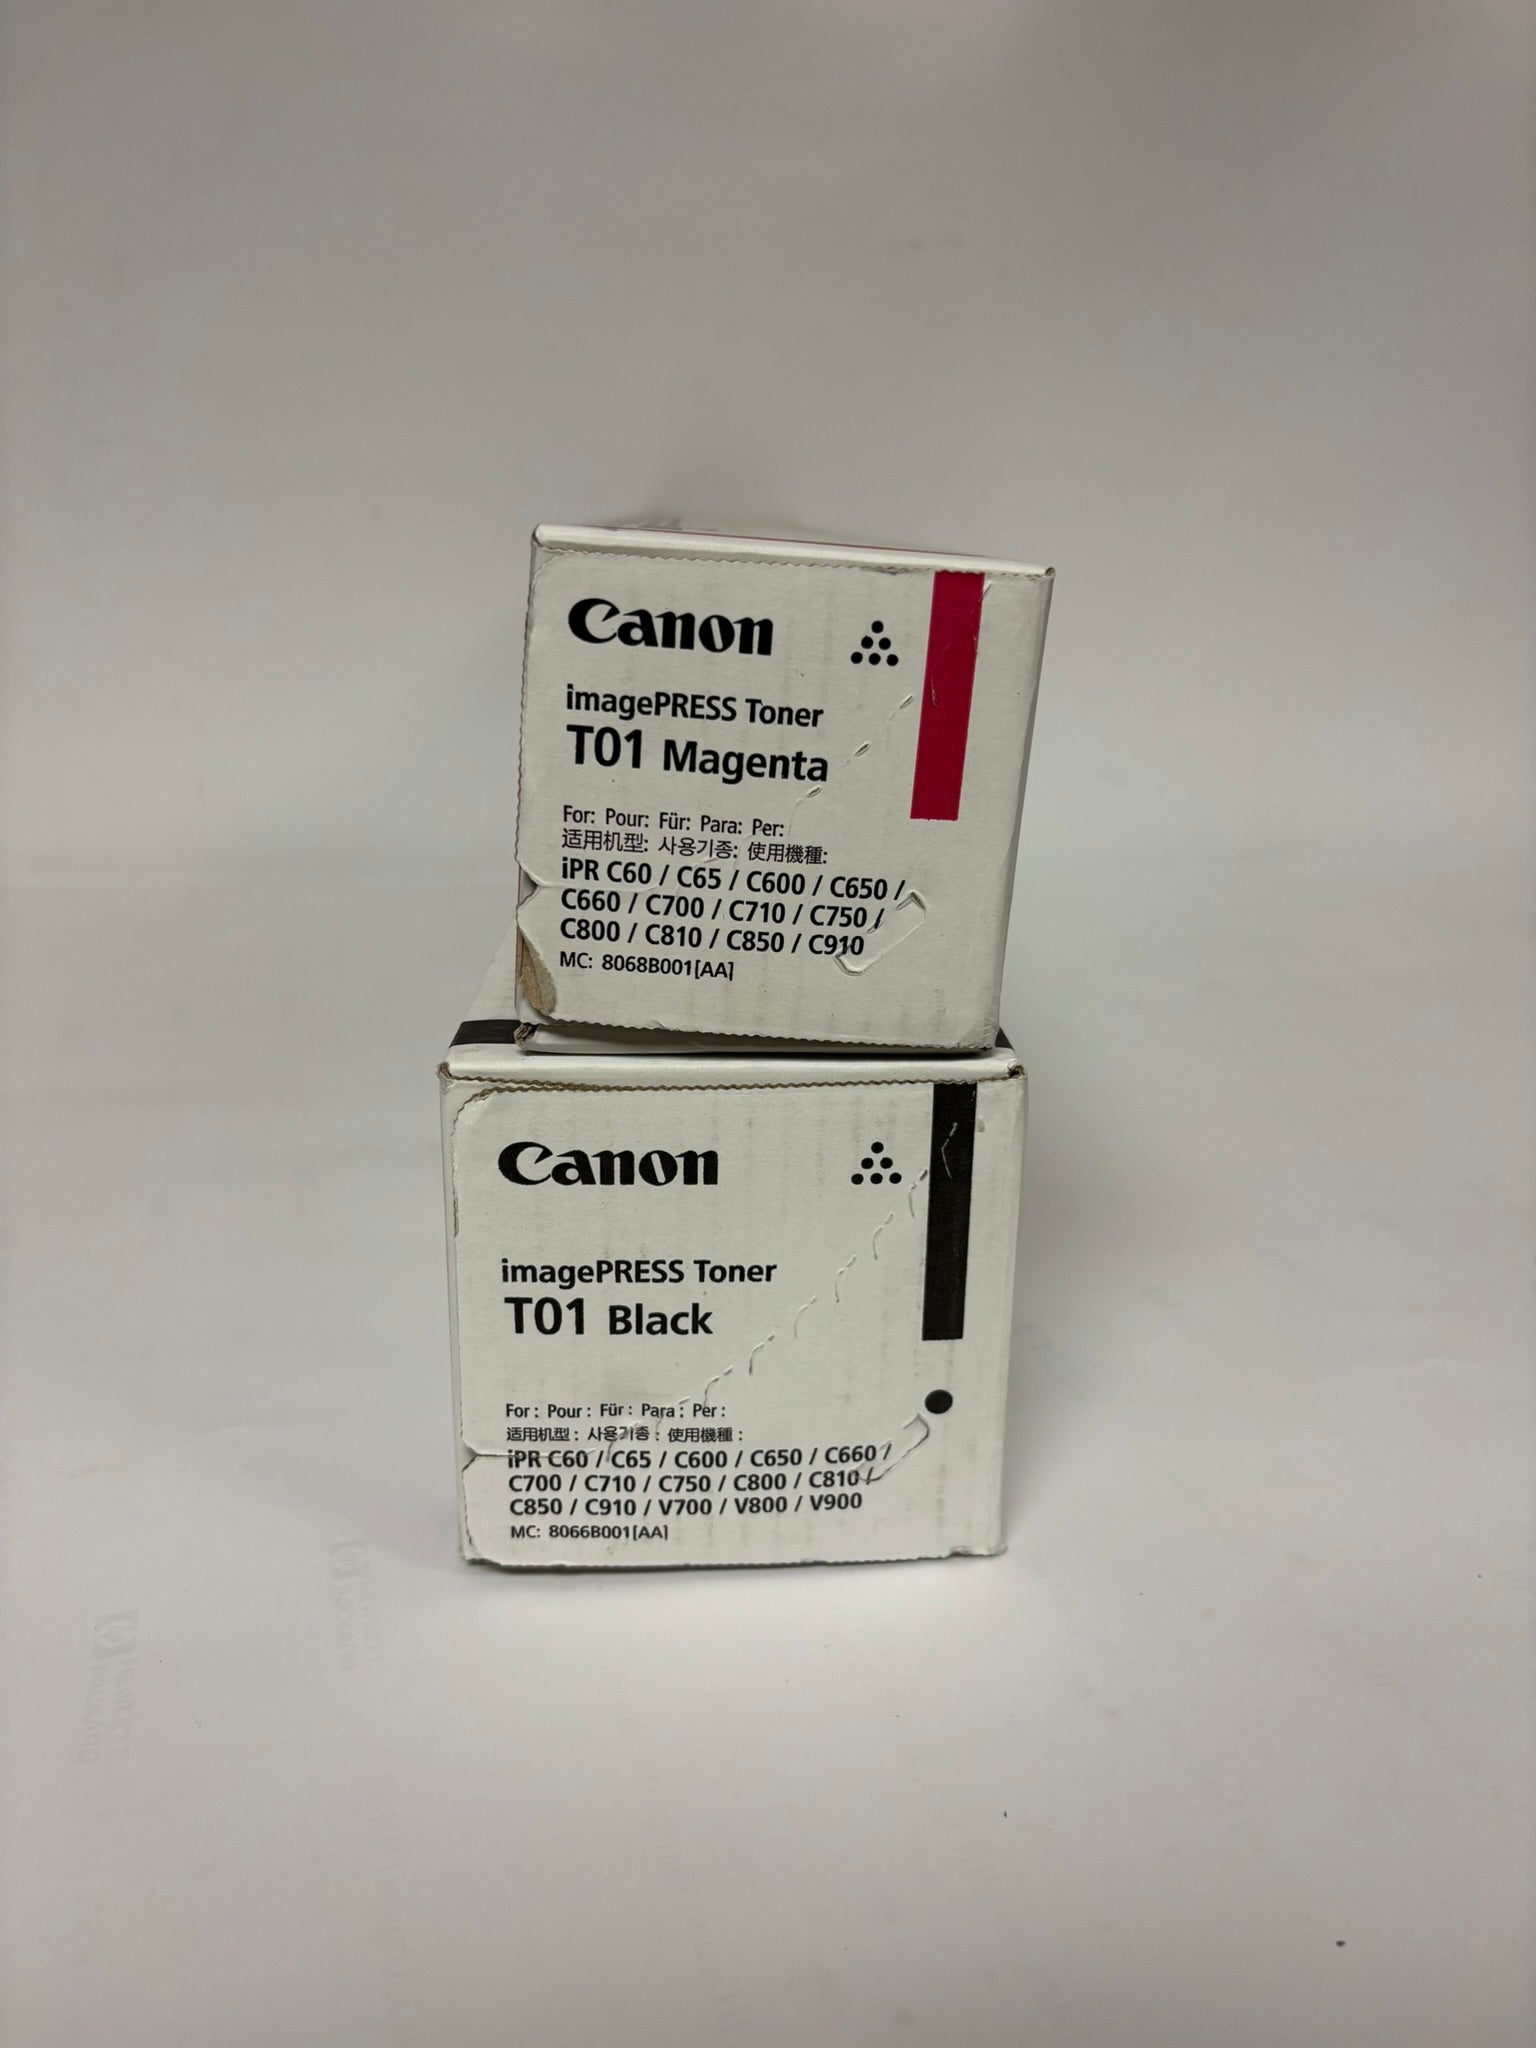 Canon
imagePRESS Toner
T01 Magenta
For: Pour: Für: Para: Per:
适用机型: 사용기종: 使用機種:
iPR C60 / C65 / C600 / C650 /
C660 / C700 / C710 / C750 /
C800 / C810 / C850 / C910
MC: 8068B001[AA]
Canon
imagePRESS Toner
T01 Black
For : Pour : Für : Para : Per :
适用机型 : 사용기종 : 使用機種 :
iPR C60 / C65 / C600 / C650 / C660 /
C700 / C710 / C750 / C800 / C810 /
C850 / C910 / V700 / V800 / V900
MC: 8066B001[AA]